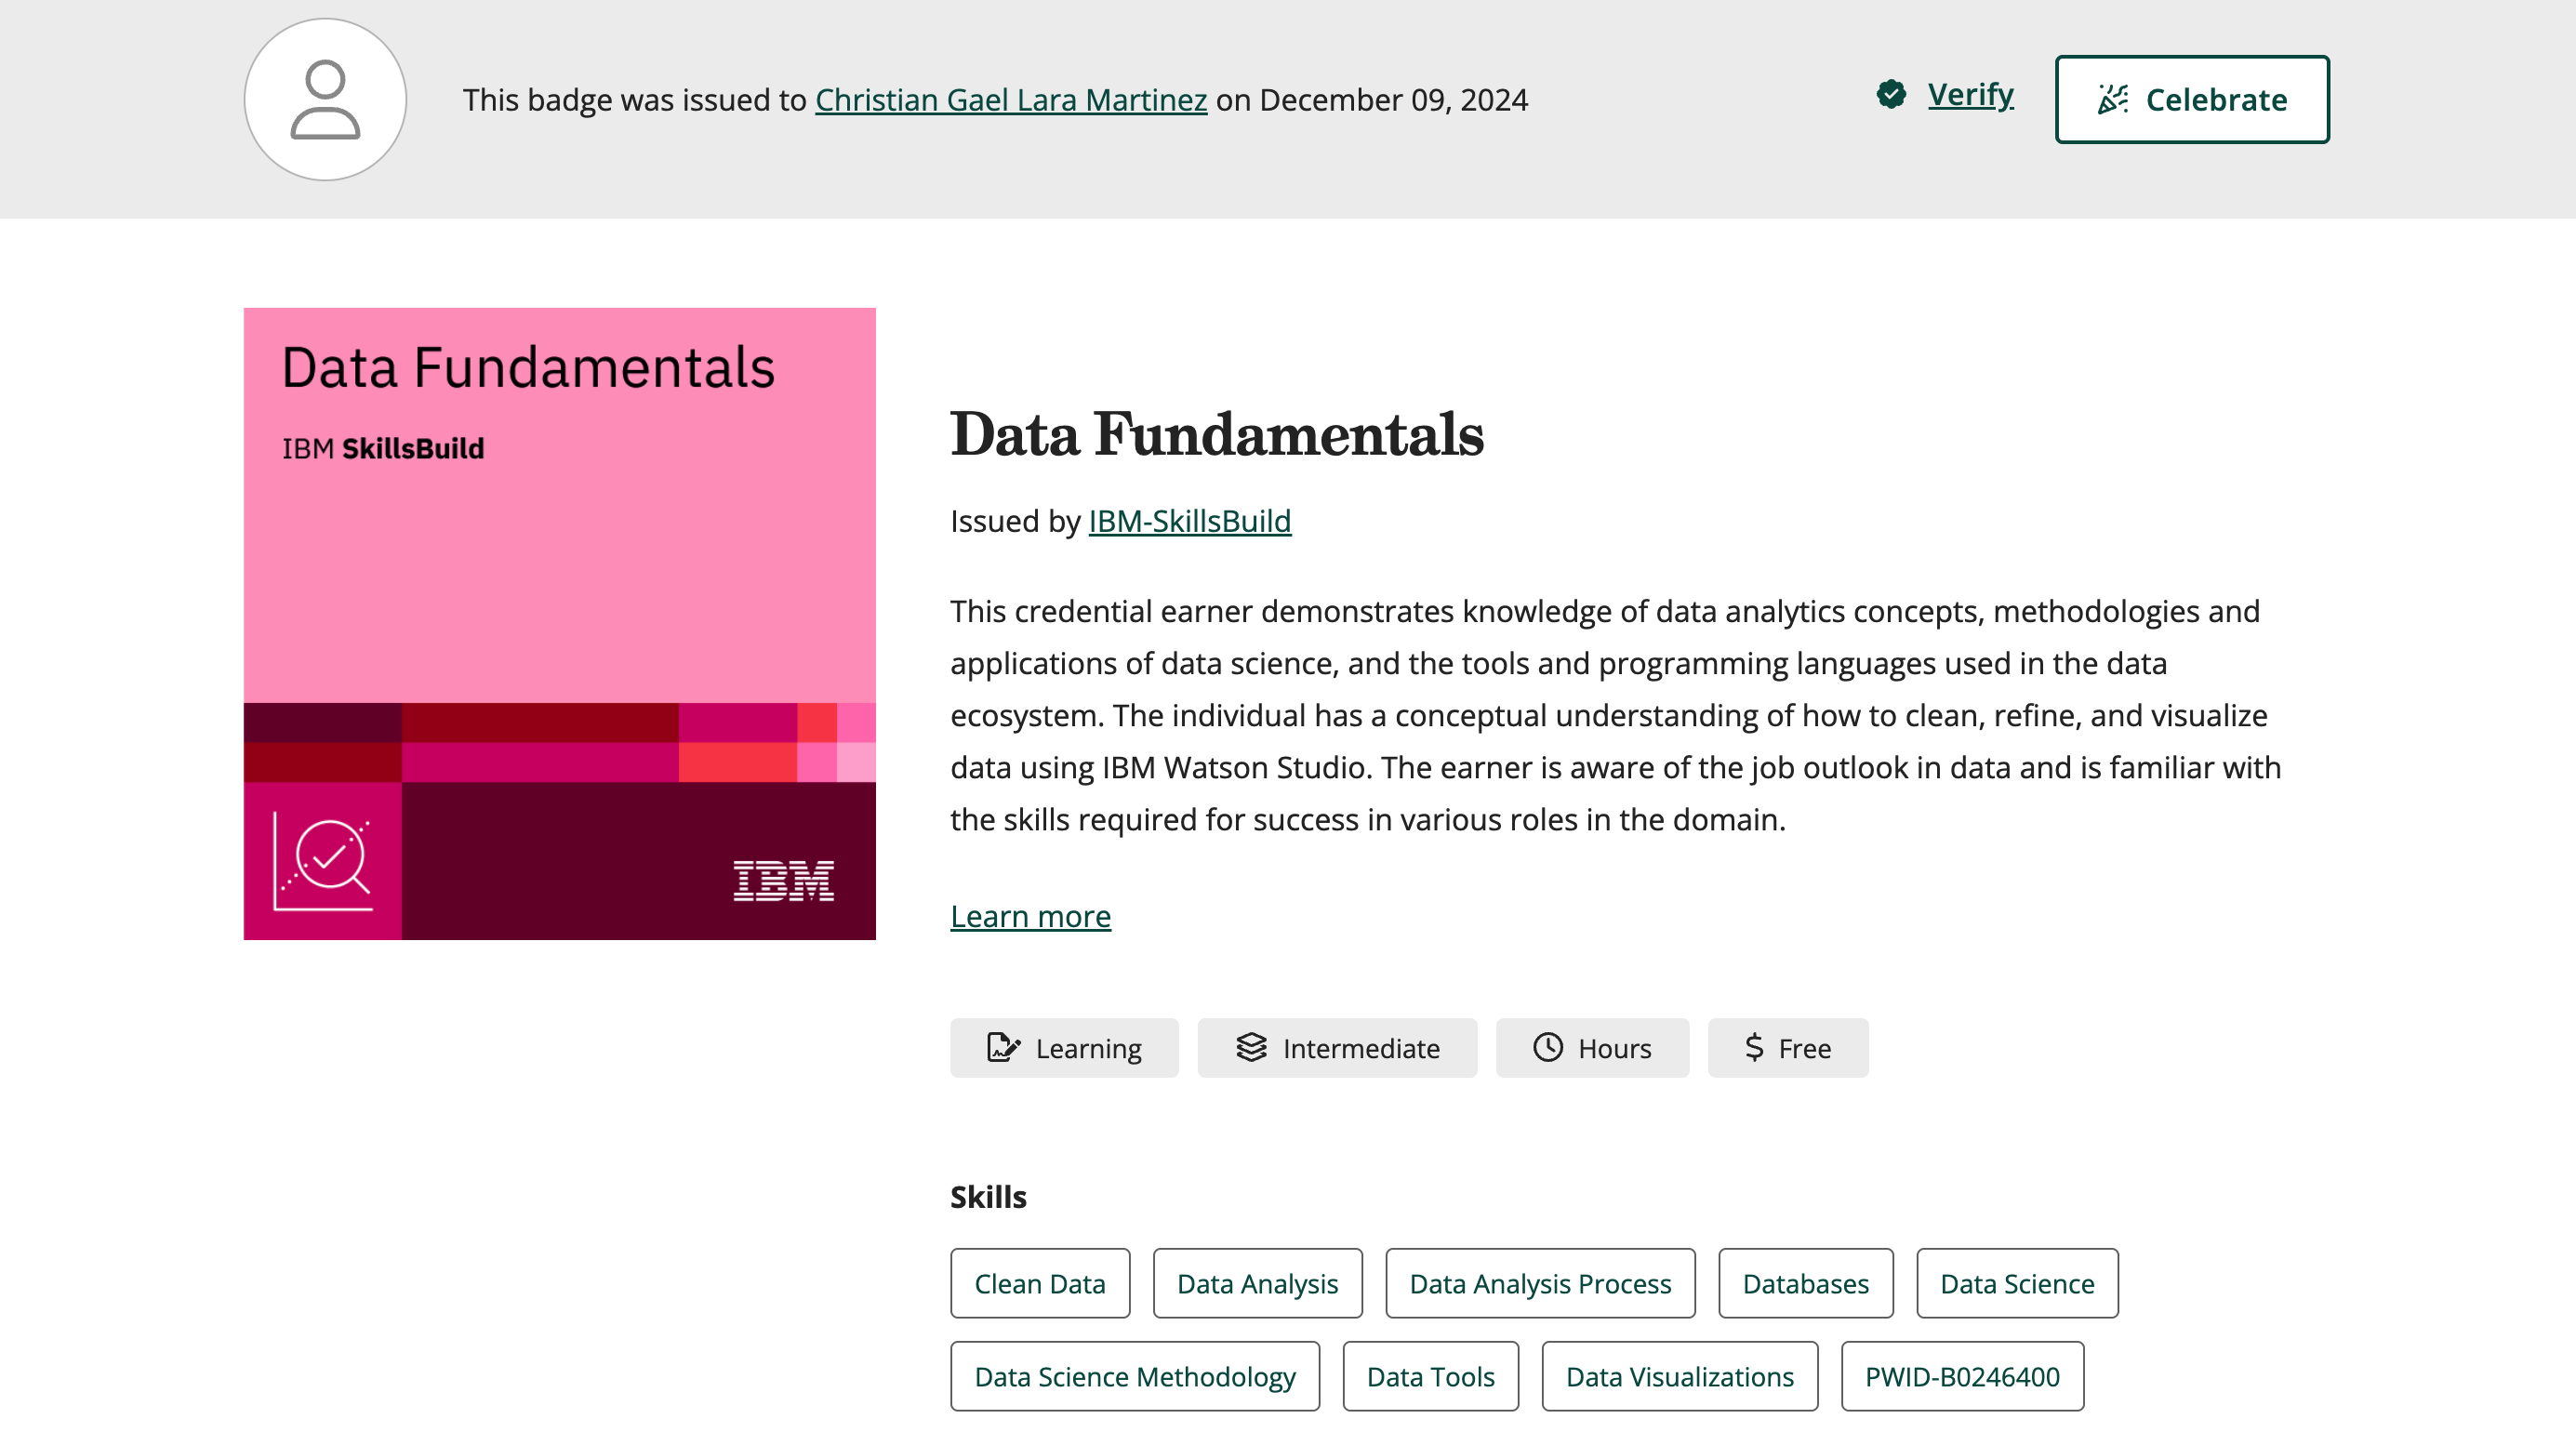 This badge was issued to Christian Gael Lara Martinez on December 09, 2024
Verify
Celebrate
Data Fundamentals
IBM SkillsBuild
IBM
Data Fundamentals
Issued by IBM-SkillsBuild
This credential earner demonstrates knowledge of data analytics concepts, methodologies and
applications of data science, and the tools and programming languages used in the data
ecosystem. The individual has a conceptual understanding of how to clean, refine, and visualize
data using IBM Watson Studio. The earner is aware of the job outlook in data and is familiar with
the skills required for success in various roles in the domain.
Learn more
Learning
Intermediate
Hours
$ Free
Skills
Clean Data
Data Analysis
Data Analysis Process
Databases
Data Science
Data Science Methodology
Data Tools
Data Visualizations
PWID-B0246400